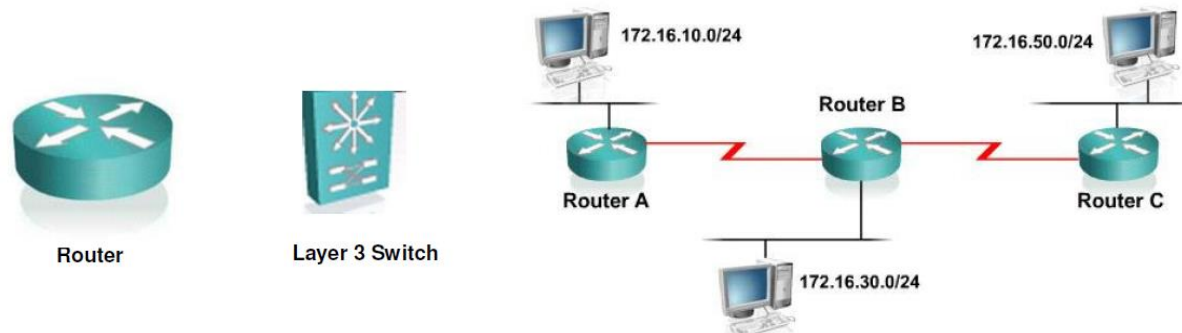 Router
Layer 3 Switch
172.16.10.0/24
172.16.50.0/24
Router B
Router A
Router C
172.16.30.0/24